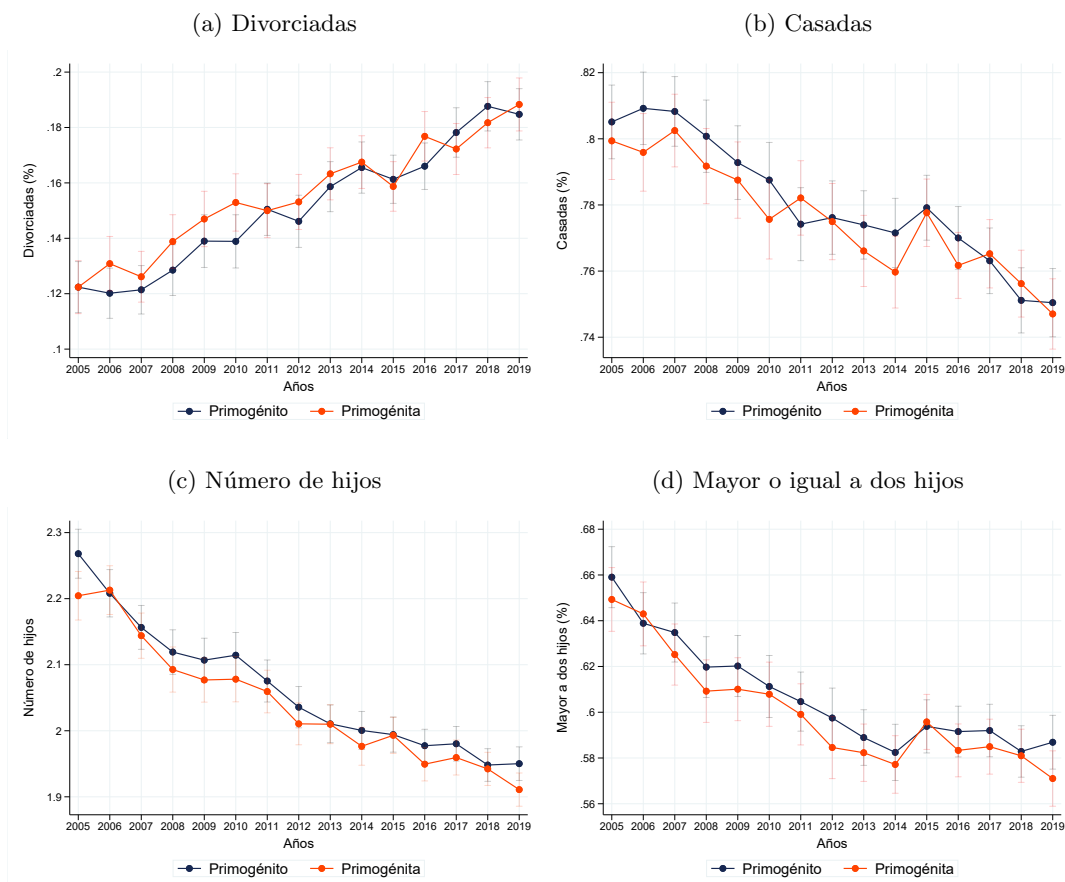 (a) Divorciadas
.2
.18
.16
.14
.12
.1
Divorciadas (%)
2005 2006 2007 2008 2009 2010 2011 2012 2013 2014 2015 2016 2017 2018 2019
Años
Primogénito Primogénita
(b) Casadas
.82
.8
.78
.76
.74
Casadas (%)
2005 2006 2007 2008 2009 2010 2011 2012 2013 2014 2015 2016 2017 2018 2019
Años
Primogénito Primogénita
(c) Número de hijos
2.3
2.2
2.1
2
1.9
Número de hijos
2005 2006 2007 2008 2009 2010 2011 2012 2013 2014 2015 2016 2017 2018 2019
Años
Primogénito Primogénita
(d) Mayor o igual a dos hijos
.68
.66
.64
.62
.6
.58
.56
Mayor a dos hijos (%)
2005 2006 2007 2008 2009 2010 2011 2012 2013 2014 2015 2016 2017 2018 2019
Años
Primogénito Primogénita